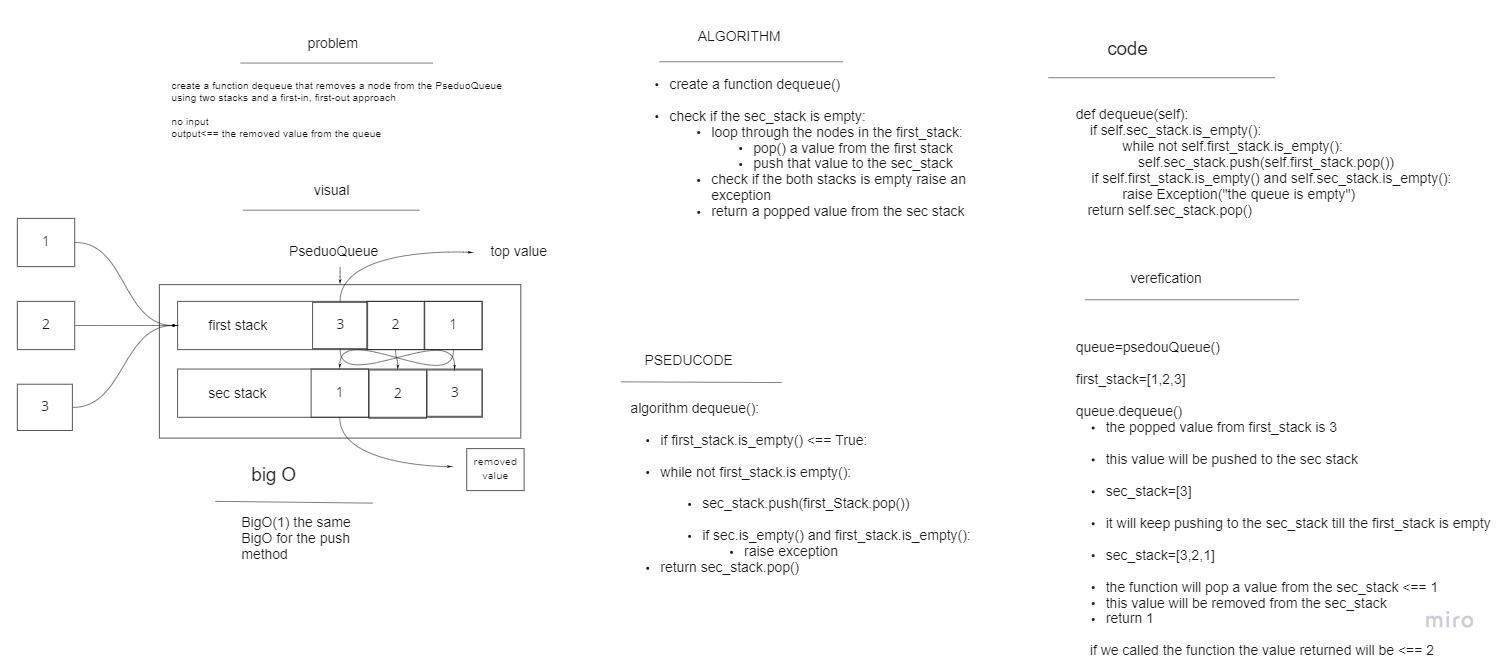 problem
create a function dequeue that removes a node from the PseduoQueue
using two stacks and a first-in, first-out approach
no input
output<== the removed value from the queue
visual
1
2
3
PseduoQueue
top value
first stack
3
2
1
sec stack
1
2
3
removed
value
big O
BigO(1) the same
BigO for the push
method
ALGORITHM
• create a function dequeue()
• check if the sec_stack is empty:
• loop through the nodes in the first_stack:
• pop() a value from the first stack
• push that value to the sec_stack
• check if the both stacks is empty raise an
exception
• return a popped value from the sec stack
PSEDUCODE
algorithm dequeue():
• if first_stack.is_empty() <== True:
• while not first_stack.is empty():
• sec_stack.push(first_Stack.pop())
• if sec.is_empty() and first_stack.is_empty():
• raise exception
• return sec_stack.pop()
code
def dequeue(self):
if self.sec_stack.is_empty():
while not self.first_stack.is_empty():
self.sec_stack.push(self.first_stack.pop())
if self.first_stack.is_empty() and self.sec_stack.is_empty():
raise Exception("the queue is empty")
return self.sec_stack.pop()
verefication
queue=psedouQueue()
first_stack=[1,2,3]
queue.dequeue()
• the popped value from first_stack is 3
• this value will be pushed to the sec stack
• sec_stack=[3]
• it will keep pushing to the sec_stack till the first_stack is empty
• sec_stack=[3,2,1]
• the function will pop a value from the sec_stack <== 1
• this value will be removed from the sec_stack
• return 1
if we called the function the value returned will be <== 2
miro